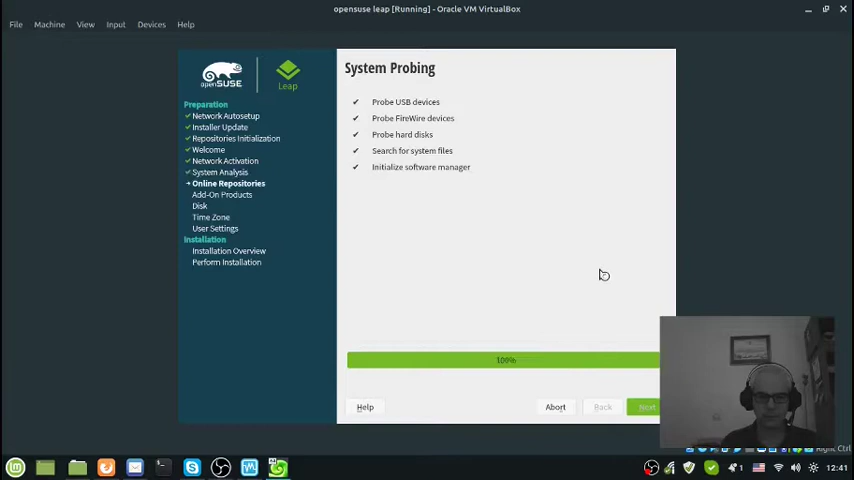 opensuse leap [Running] - Oracle VM VirtualBox
File Machine View Input Devices Help
openSUSE
Leap
Preparation
Network Autosetup
Installer Update
Repositories Initialization
Welcome
Network Activation
System Analysis
Online Repositories
Add-On Products
Disk
Time Zone
User Settings
Installation
Installation Overview
Perform Installation
System Probing
Probe USB devices
Probe FireWire devices
Probe hard disks
Search for system files
Initialize software manager
100%
Help Abort Back Next
Right Ctrl
1
12:41